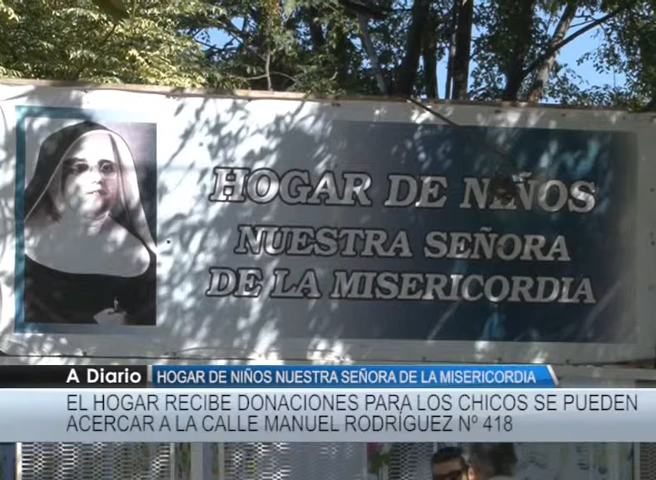 HOGAR DE NIÑOS
NUESTRA SEÑORA
DE LA MISERICORDIA
A Diario HOGAR DE NIÑOS NUESTRA SEÑORA DE LA MISERICORDIA
EL HOGAR RECIBE DONACIONES PARA LOS CHICOS SE PUEDEN
ACERCAR A LA CALLE MANUEL RODRÍGUEZ Nº 418